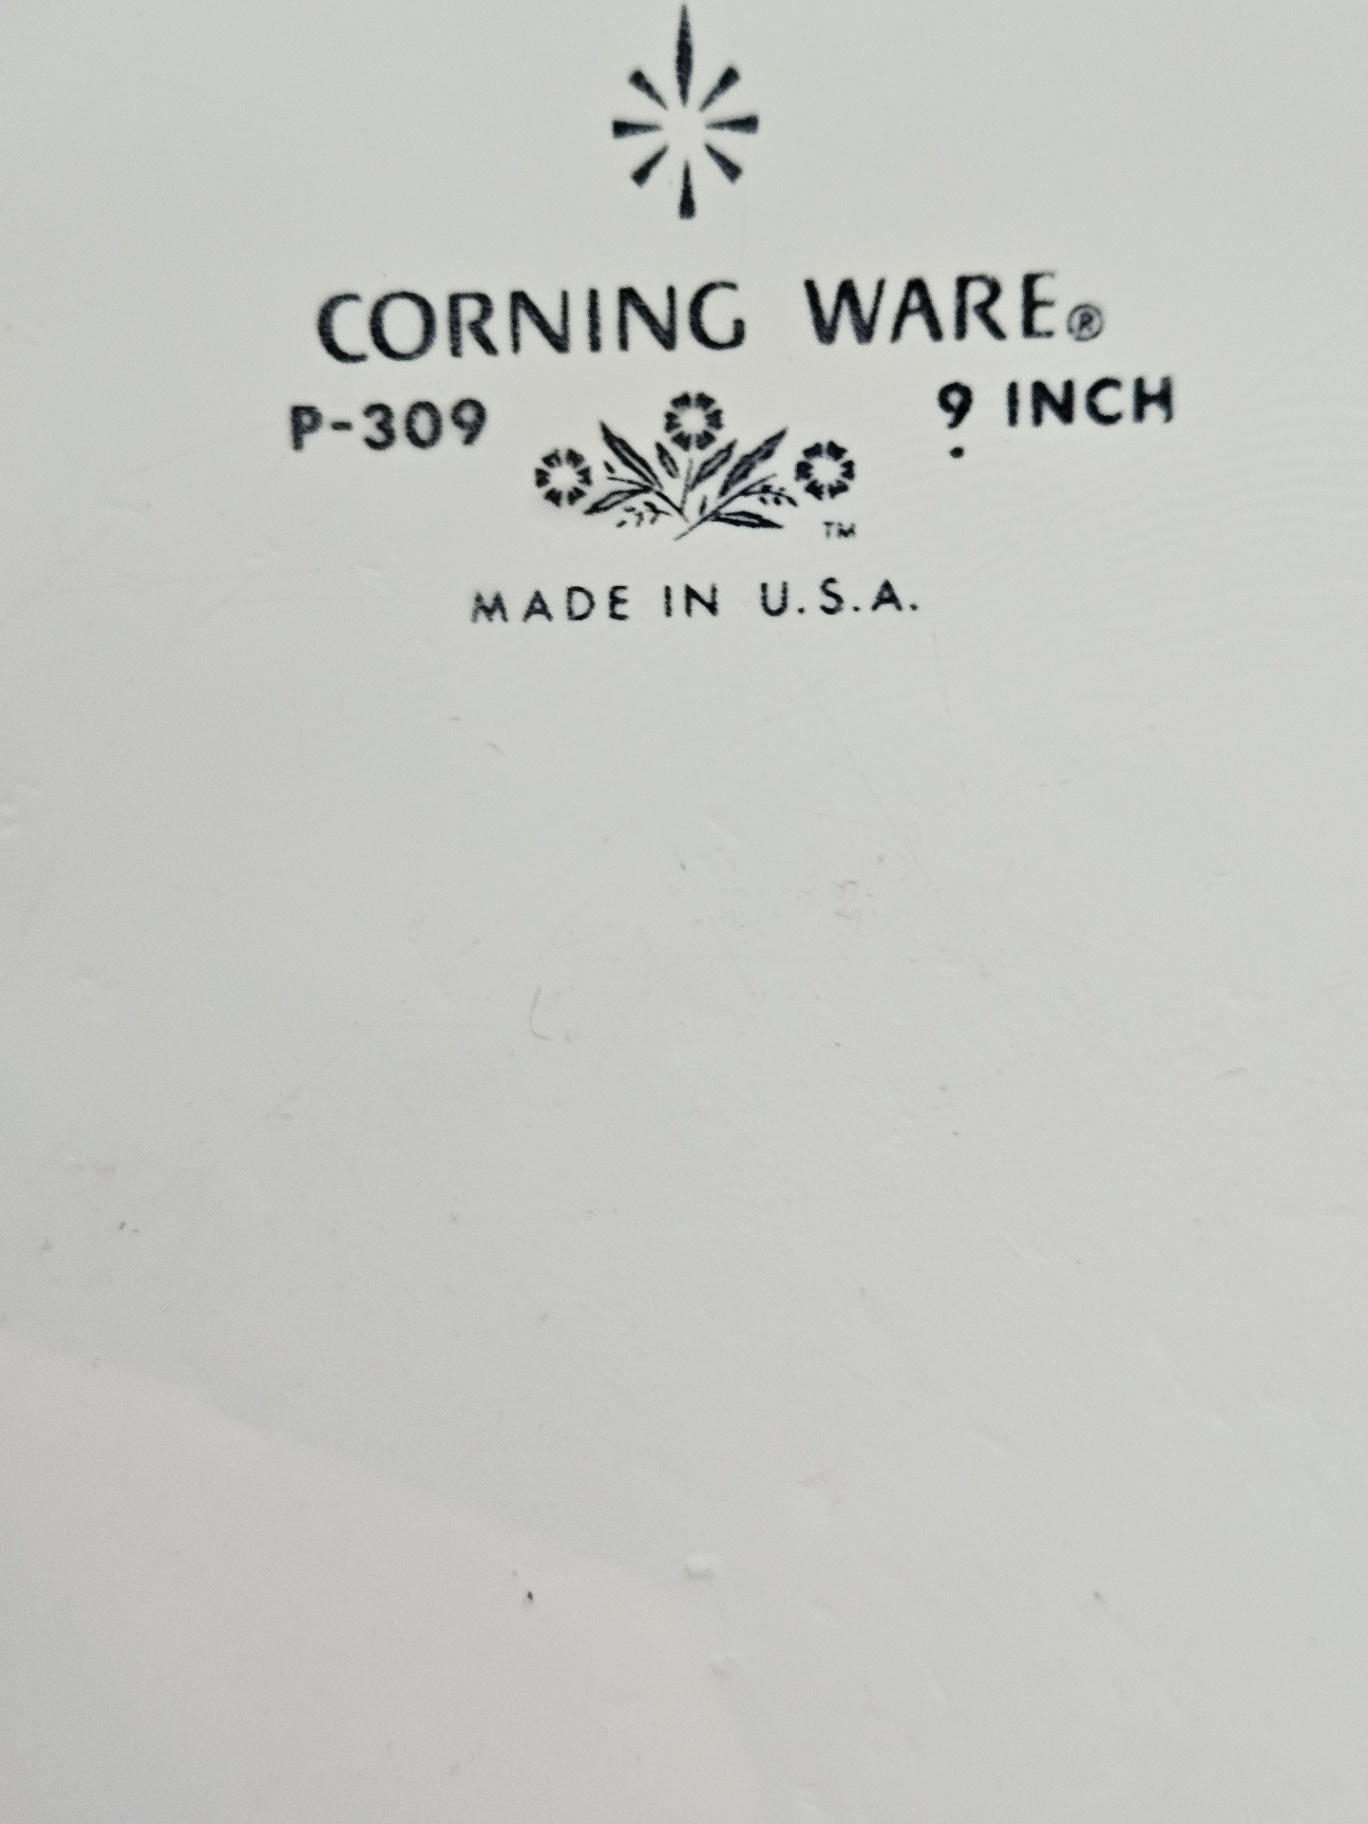 CORNING WARE®
P-309 9 INCH
TM
MADE IN U.S.A.